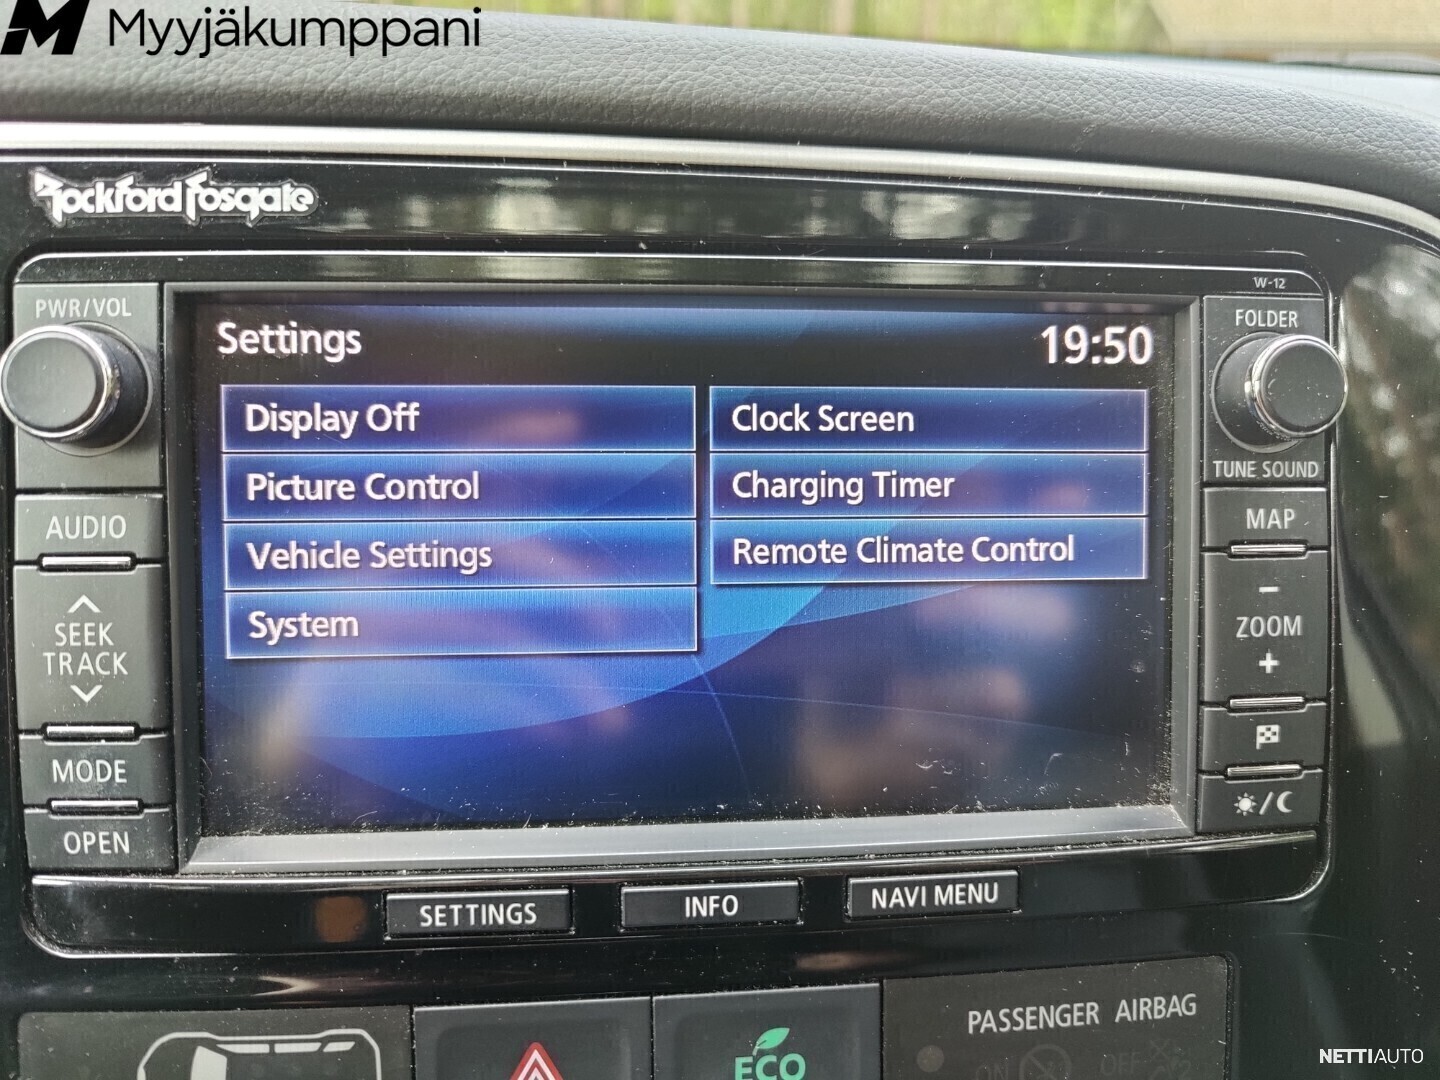 Myyjäkumppani
Rockford Fosgate
W-12
PWR/VOL
FOLDER
Settings
19:50
Display Off
Clock Screen
Picture Control
Charging Timer
Vehicle Settings
Remote Climate Control
System
TUNE SOUND
AUDIO
MAP
SEEK
TRACK
-
ZOOM
+
MODE
OPEN
SETTINGS
INFO
NAVI MENU
PASSENGER AIRBAG
ON
OFF
ECO
NETTIAUTO